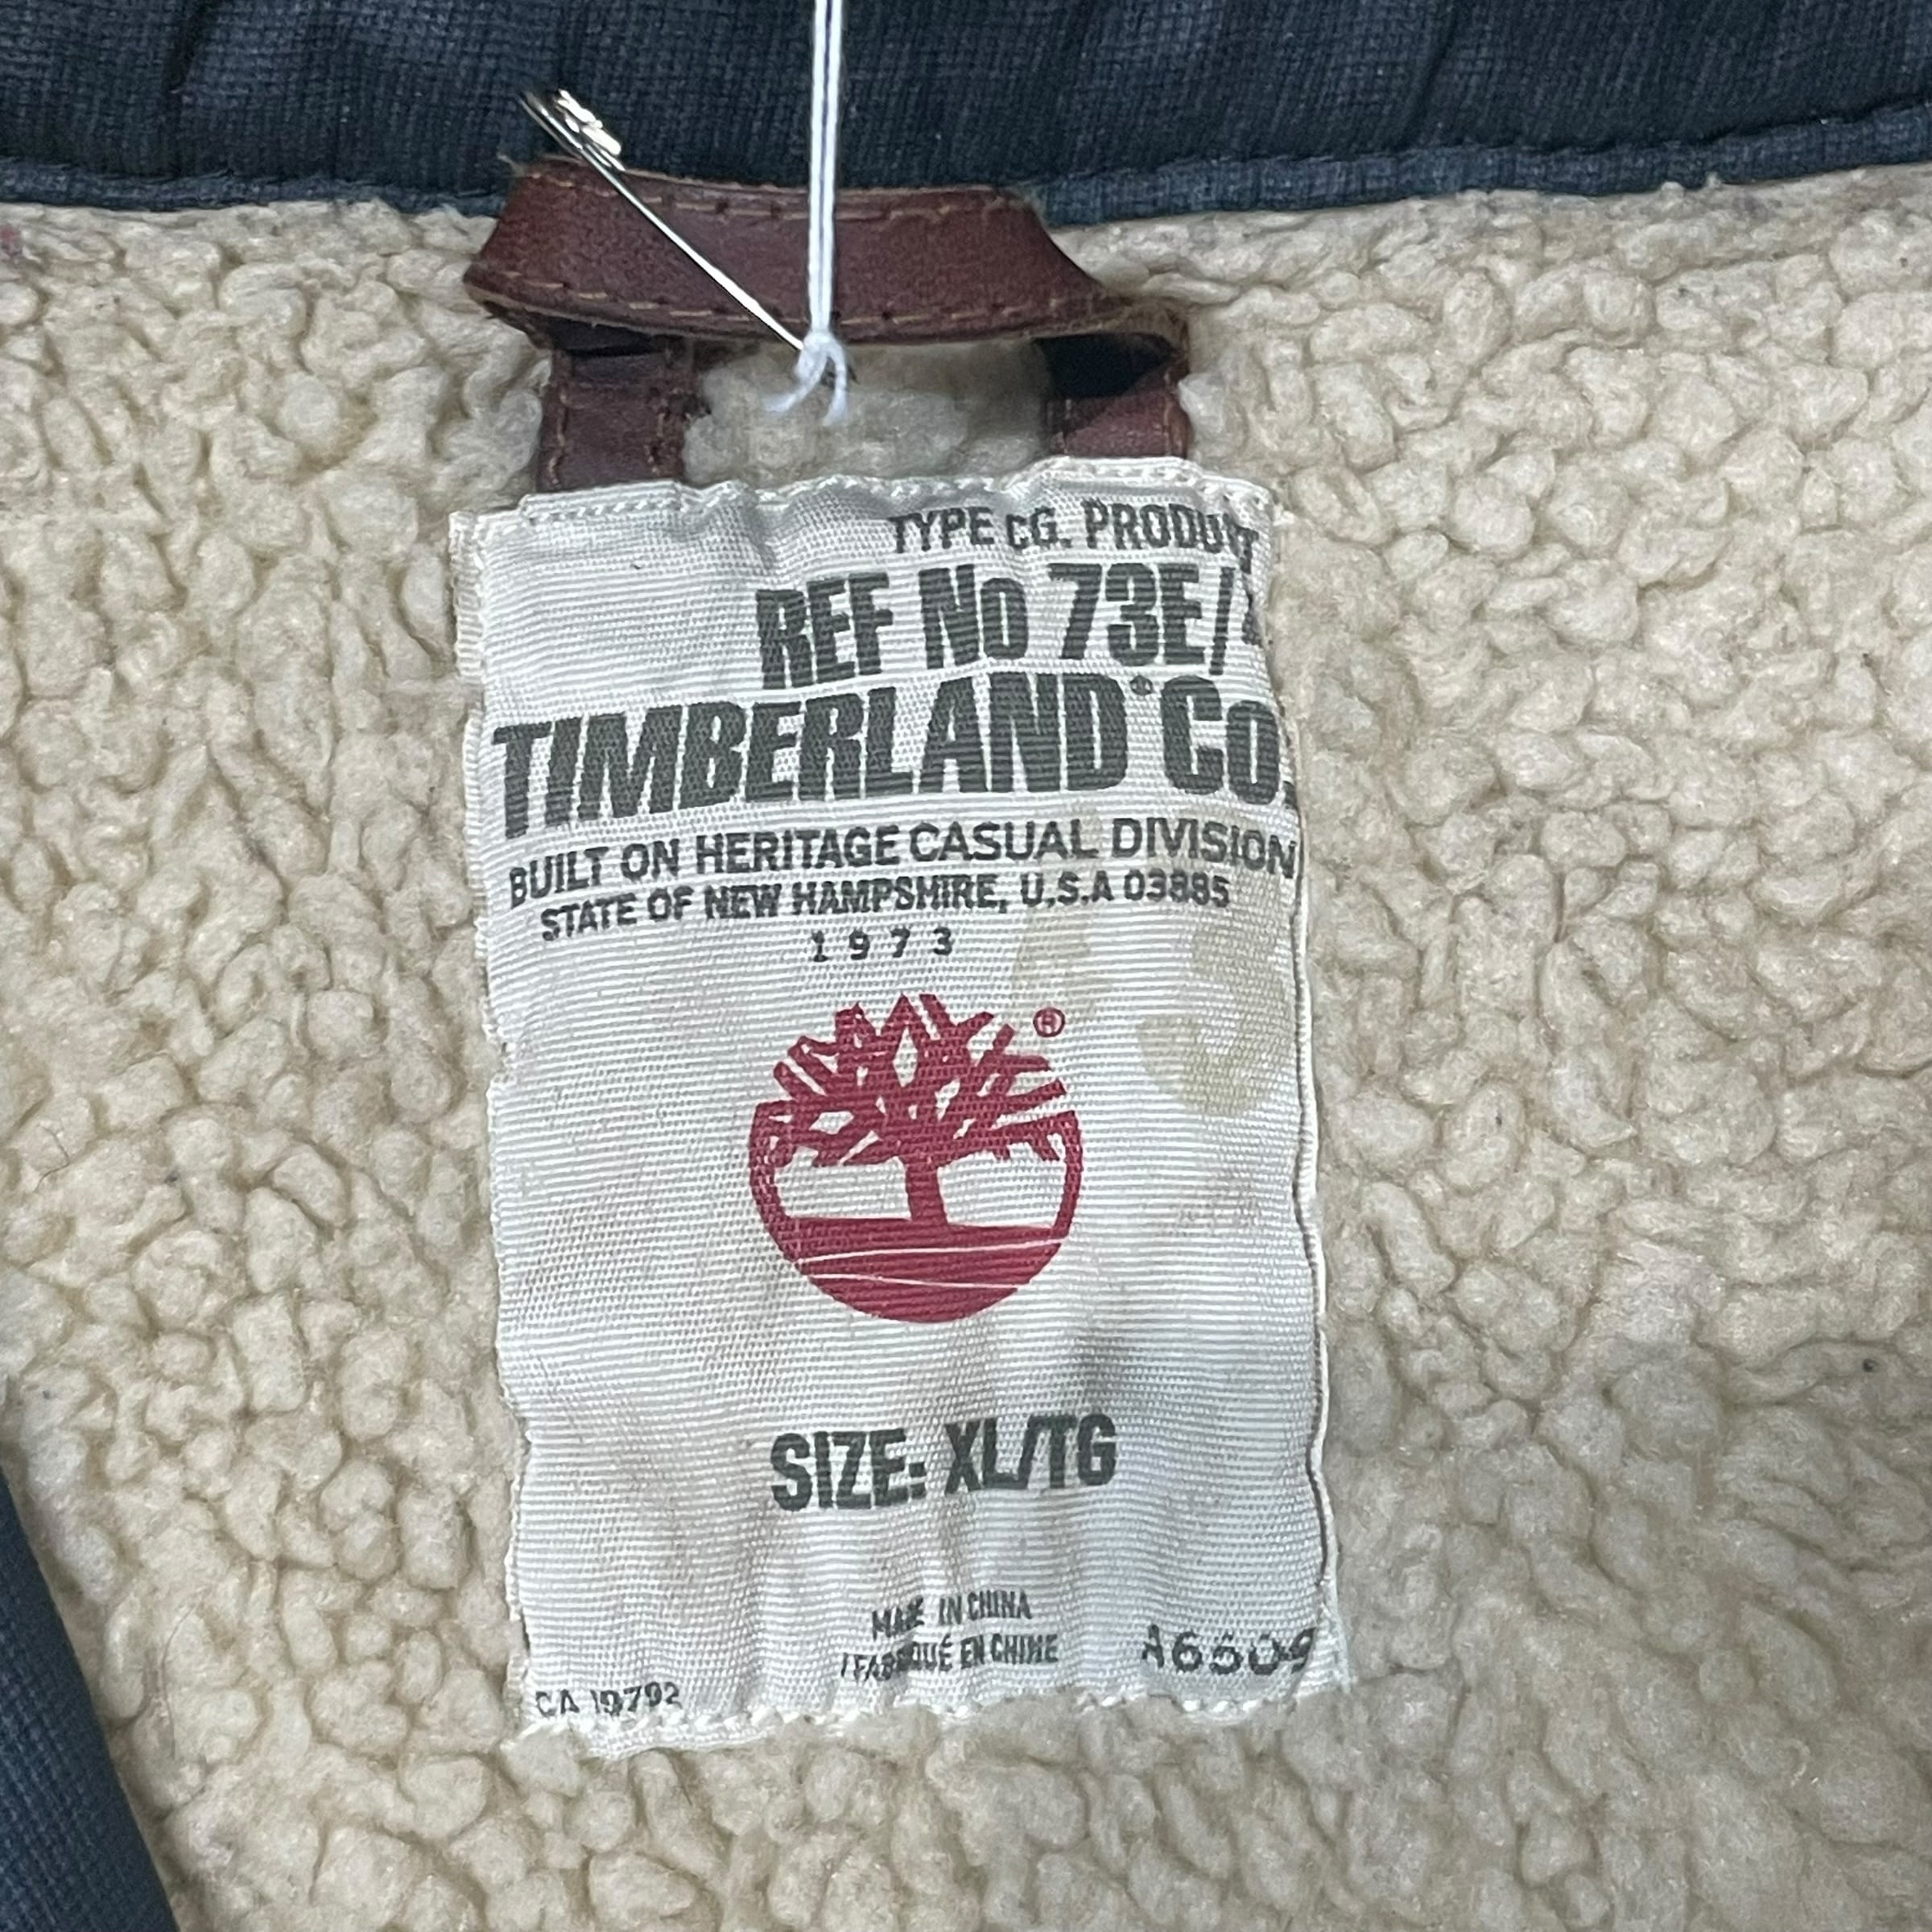 TYPE CG. PRODUCT
REF No 73E/
TIMBERLAND® CO.
BUILT ON HERITAGE CASUAL DIVISION
STATE OF NEW HAMPSHIRE, U.S.A 03885
1973
®
SIZE: XL/TG
MADE IN CHINA
/ FABRIQUÉ EN CHINE
A6509
CA 19792